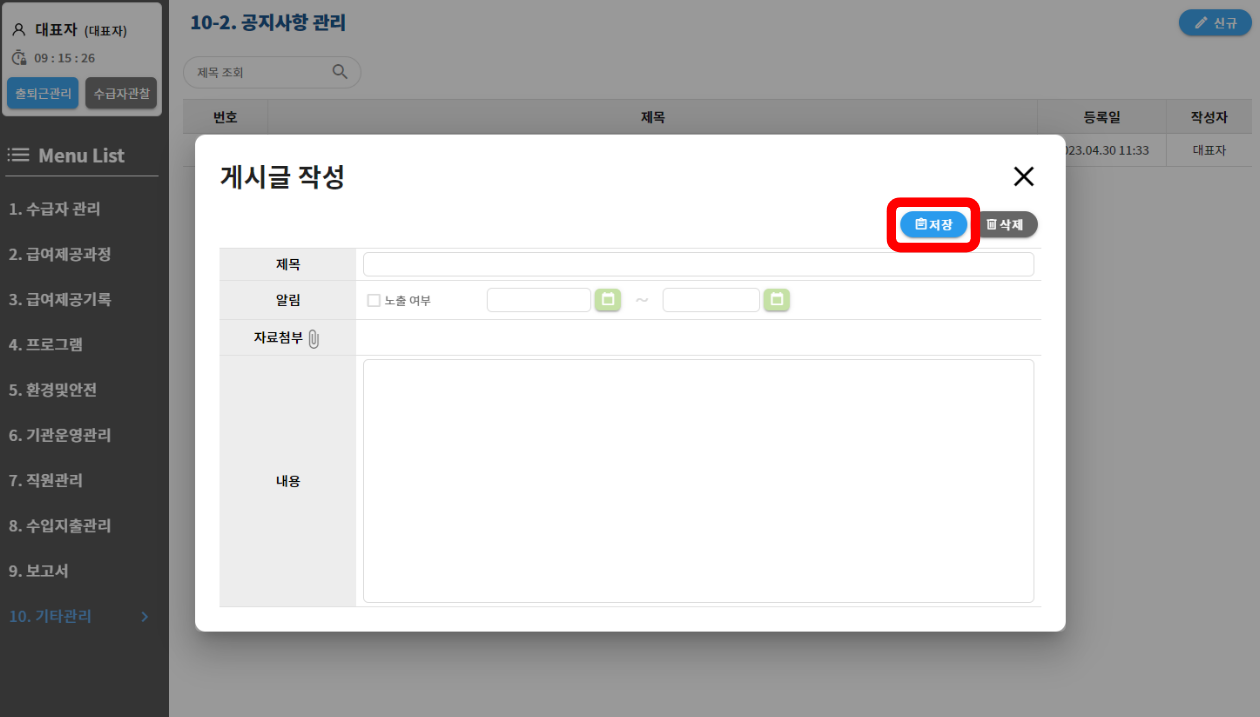 대표자 (대표자)
09 : 15 : 26
출퇴근관리 수급자관찰
Menu List
1. 수급자 관리
2. 급여제공과정
3. 급여제공기록
4. 프로그램
5. 환경및안전
6. 기관운영관리
7. 직원관리
8. 수입지출관리
9. 보고서
10. 기타관리
10-2. 공지사항 관리
신규
제목 조회
번호 제목 등록일 작성자
023.04.30 11:33 대표자
게시글 작성
저장 삭제
제목
알림 노출 여부 ~
자료첨부
내용